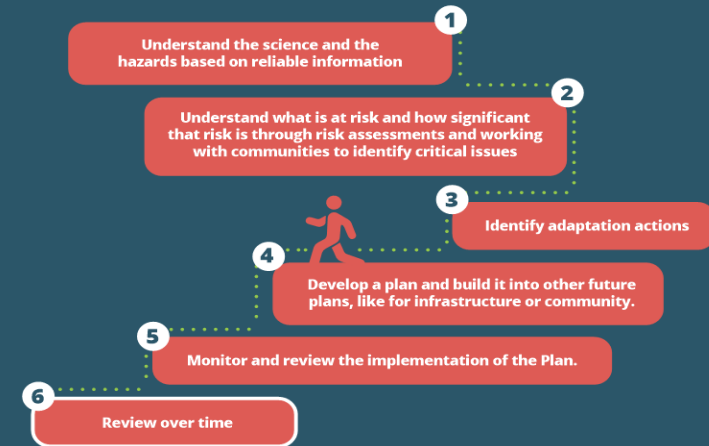 1
Understand the science and the
hazards based on reliable information
2
Understand what is at risk and how significant
that risk is through risk assessments and working
with communities to identify critical issues
3
Identify adaptation actions
4
Develop a plan and build it into other future
plans, like for infrastructure or community.
5
Monitor and review the implementation of the Plan.
6
Review over time